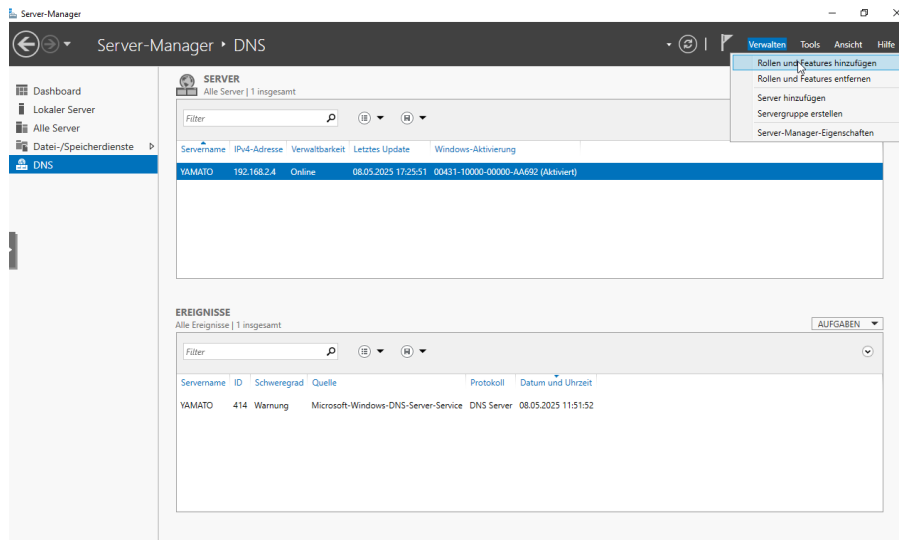 Server-Manager
Server-Manager DNS
Verwalten Tools Ansicht Hilfe
Rollen und Features hinzufügen
Rollen und Features entfernen
Server hinzufügen
Servergruppe erstellen
Server-Manager-Eigenschaften
Dashboard
Lokaler Server
Alle Server
Datei-/Speicherdienste
DNS
SERVER
Alle Server | 1 insgesamt
Filter
Servername IPv4-Adresse Verwaltbarkeit Letztes Update Windows-Aktivierung
YAMATO 192.168.2.4 Online 08.05.2025 17:25:51 00431-10000-00000-AA692 (Aktiviert)
EREIGNISSE
Alle Ereignisse | 1 insgesamt
AUFGABEN
Filter
Servername ID Schweregrad Quelle Protokoll Datum und Uhrzeit
YAMATO 414 Warnung Microsoft-Windows-DNS-Server-Service DNS Server 08.05.2025 11:51:52